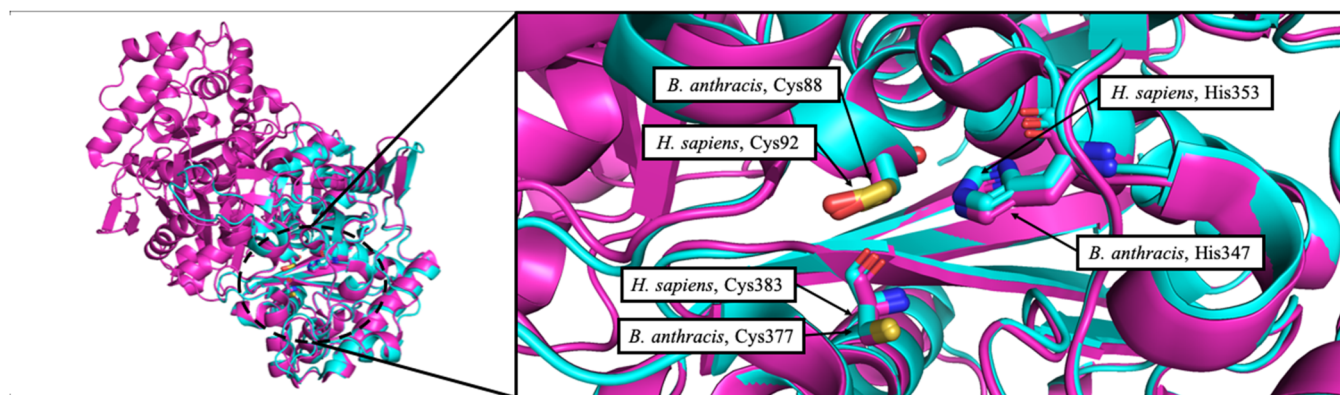 B. anthracis, Cys88
H. sapiens, His353
H. sapiens, Cys92
B. anthracis, His347
H. sapiens, Cys383
B. anthracis, Cys377